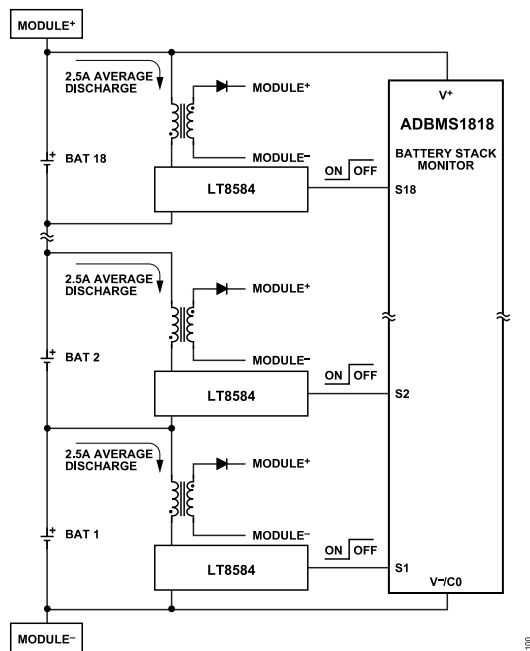 MODULE+
2.5A AVERAGE
DISCHARGE
MODULE+
V+
ADBMS1818
BATTERY STACK
MONITOR
+
BAT 18
MODULE–
ON
OFF
LT8584
S18
2.5A AVERAGE
DISCHARGE
MODULE+
+
BAT 2
MODULE–
ON
OFF
LT8584
S2
2.5A AVERAGE
DISCHARGE
MODULE+
+
BAT 1
MODULE–
ON
OFF
LT8584
S1
V–/C0
MODULE–
100